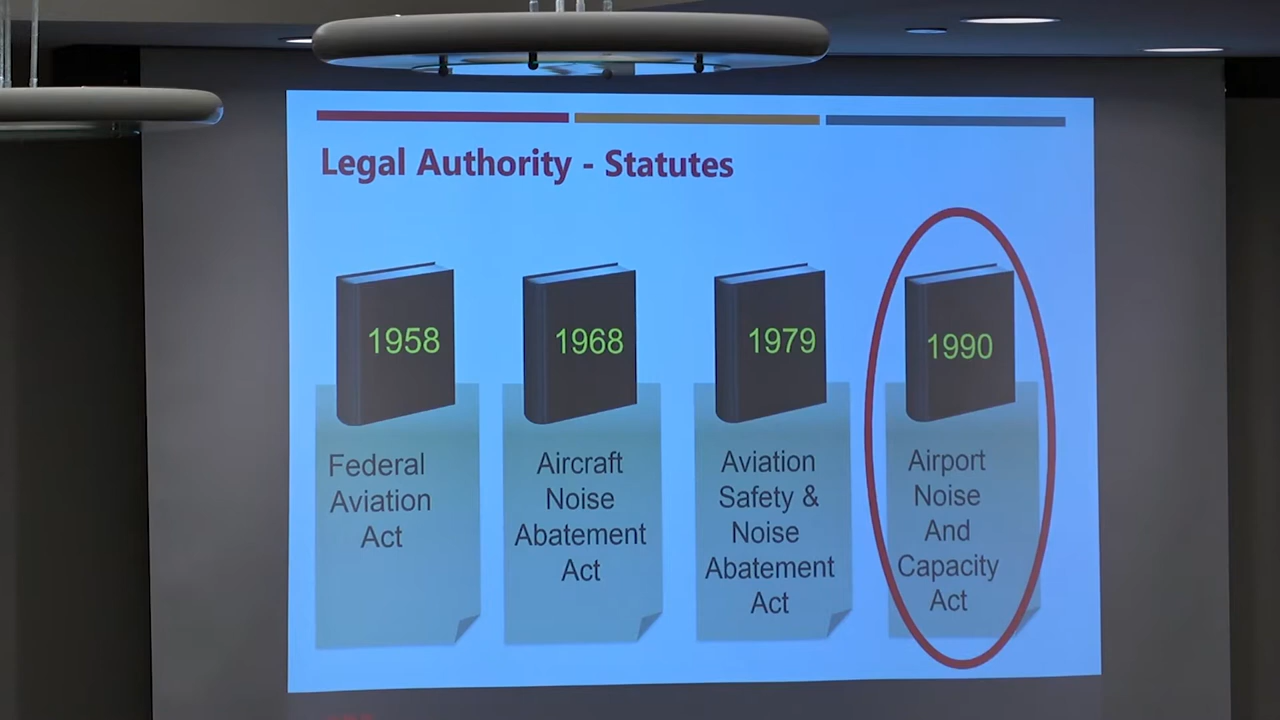 Legal Authority - Statutes
1958
Federal
Aviation
Act
1968
Aircraft
Noise
Abatement
Act
1979
Aviation
Safety &
Noise
Abatement
Act
1990
Airport
Noise
And
Capacity
Act